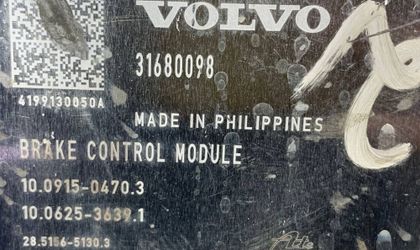 VOLVO
31680098
4199130050A
MADE IN PHILIPPINES
BRAKE CONTROL MODULE
10.0915-0470.3
10.0625-3639.1
28.5156-5130.3